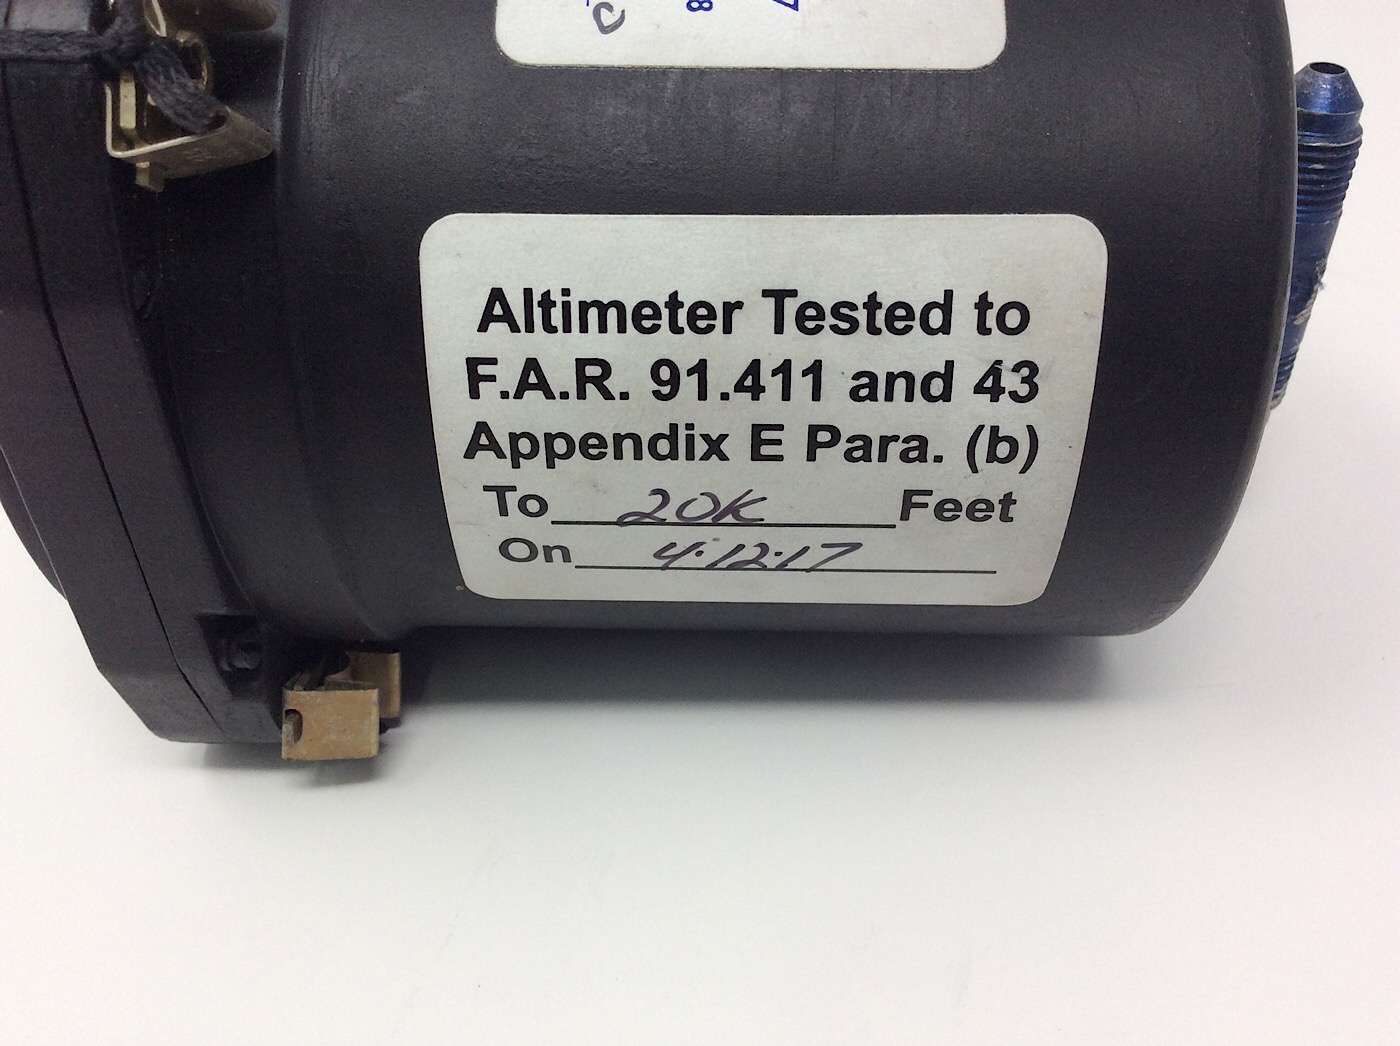 Altimeter Tested to
F.A.R. 91.411 and 43
Appendix E Para. (b)
To 20K Feet
On 4.12.17